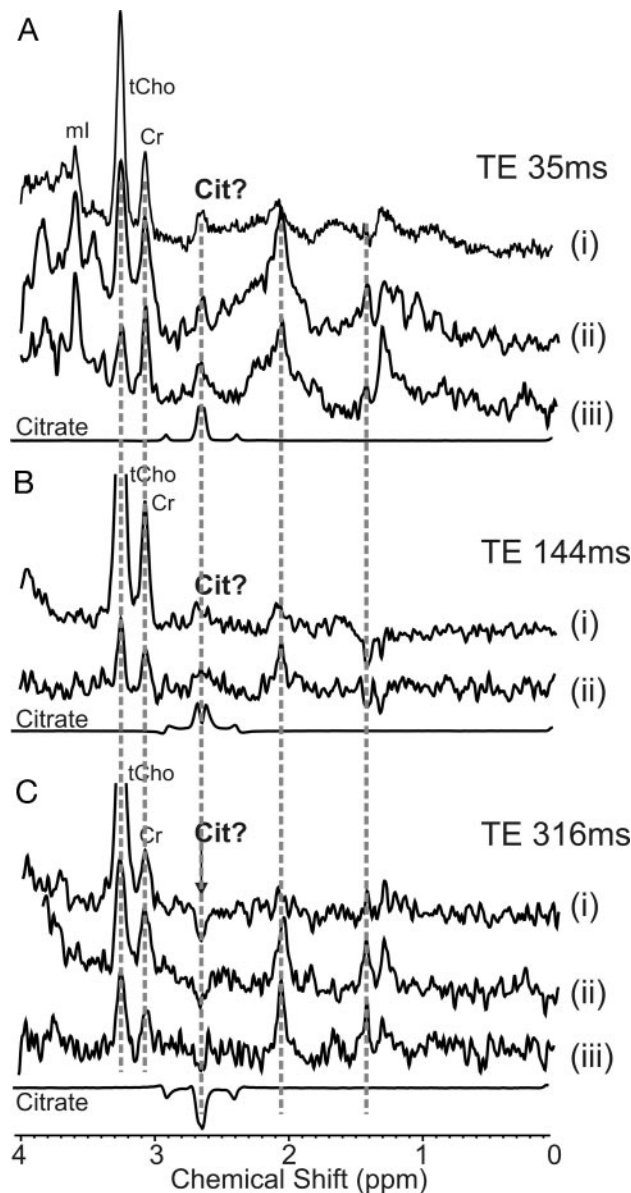 A
tCho
mI
Cr
Cit?
TE 35ms
(i)
(ii)
(iii)
Citrate
B
tCho
Cr
TE 144ms
Cit?
(i)
(ii)
Citrate
C
tCho
Cr
Cit?
TE 316ms
(i)
(ii)
(iii)
Citrate
4 3 2 1 0
Chemical Shift (ppm)